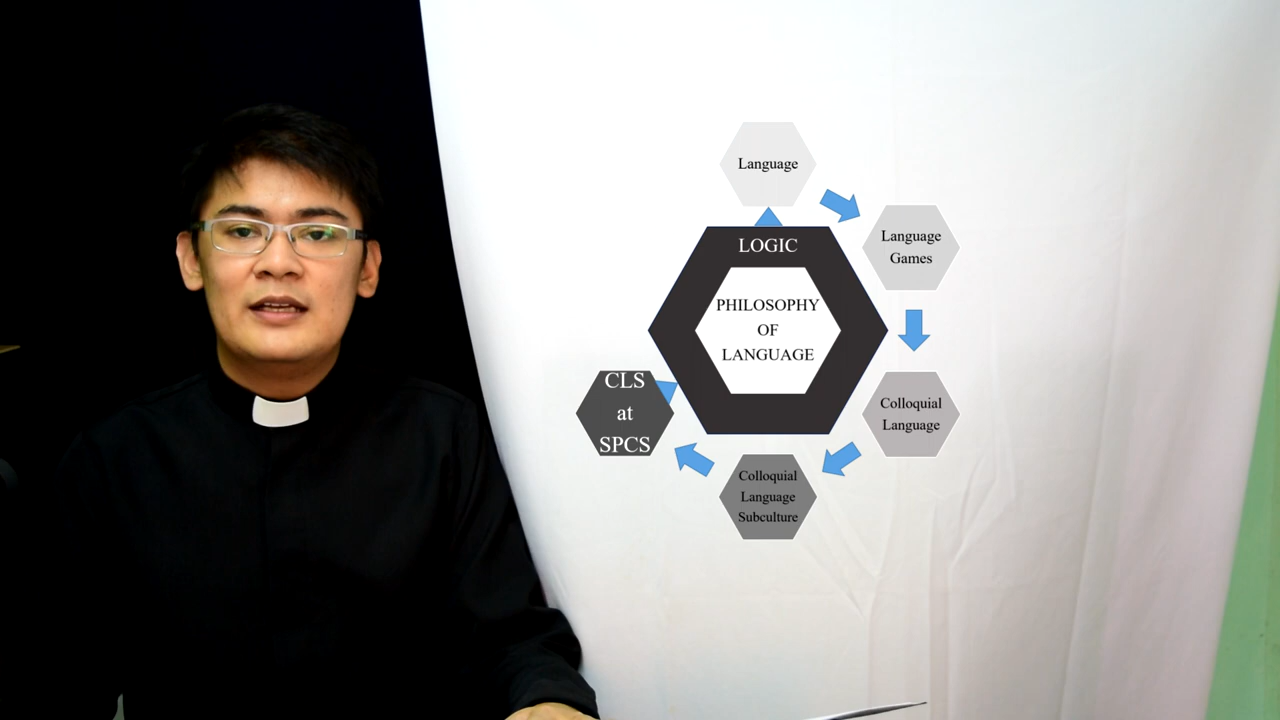 Language
Language
Games
LOGIC
PHILOSOPHY
OF
LANGUAGE
Colloquial
Language
Colloquial
Language
Subculture
CLS
at
SPCS